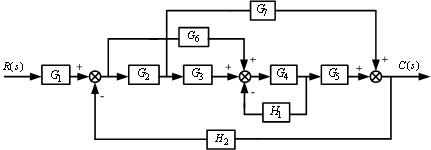 G7
G6
R(s) G1 + G2 G3 + + G4 G5 + + C(s)
- -
H1
H2